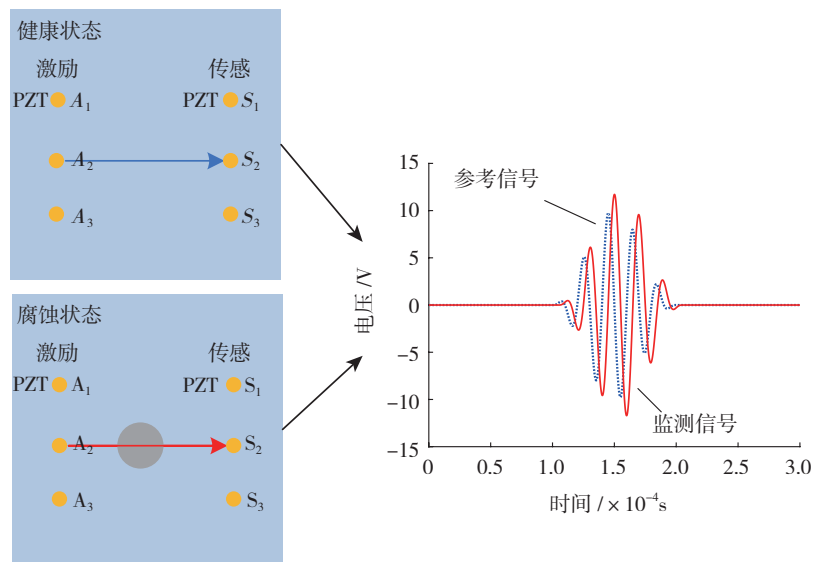 健康状态
激励 传感
PZT A₁ PZT S₁
A₂ S₂
A₃ S₃
腐蚀状态
激励 传感
PZT A₁ PZT S₁
A₂ S₂
A₃ S₃
15
10
5
0
−5
−10
−15
电压 /V
参考信号
监测信号
0 0.5 1.0 1.5 2.0 3.0
时间 / × 10⁻⁴s